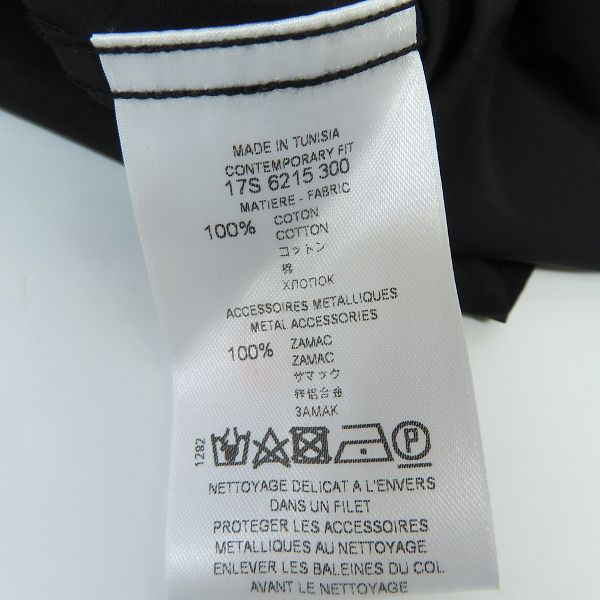 MADE IN TUNISIA
CONTEMPORARY FIT
17S 6215 300
MATIERE - FABRIC
100% COTON
COTTON
コットン
棉
ХЛОПОК
ACCESSOIRES METALLIQUES
METAL ACCESSORIES
100% ZAMAC
ZAMAC
ザマック
锌铝合金
ЗАМАК
1282
P
NETTOYAGE DELICAT A L'ENVERS
DANS UN FILET
PROTEGER LES ACCESSOIRES
METALLIQUES AU NETTOYAGE
ENLEVER LES BALEINES DU COL
AVANT LE NETTOYAGE